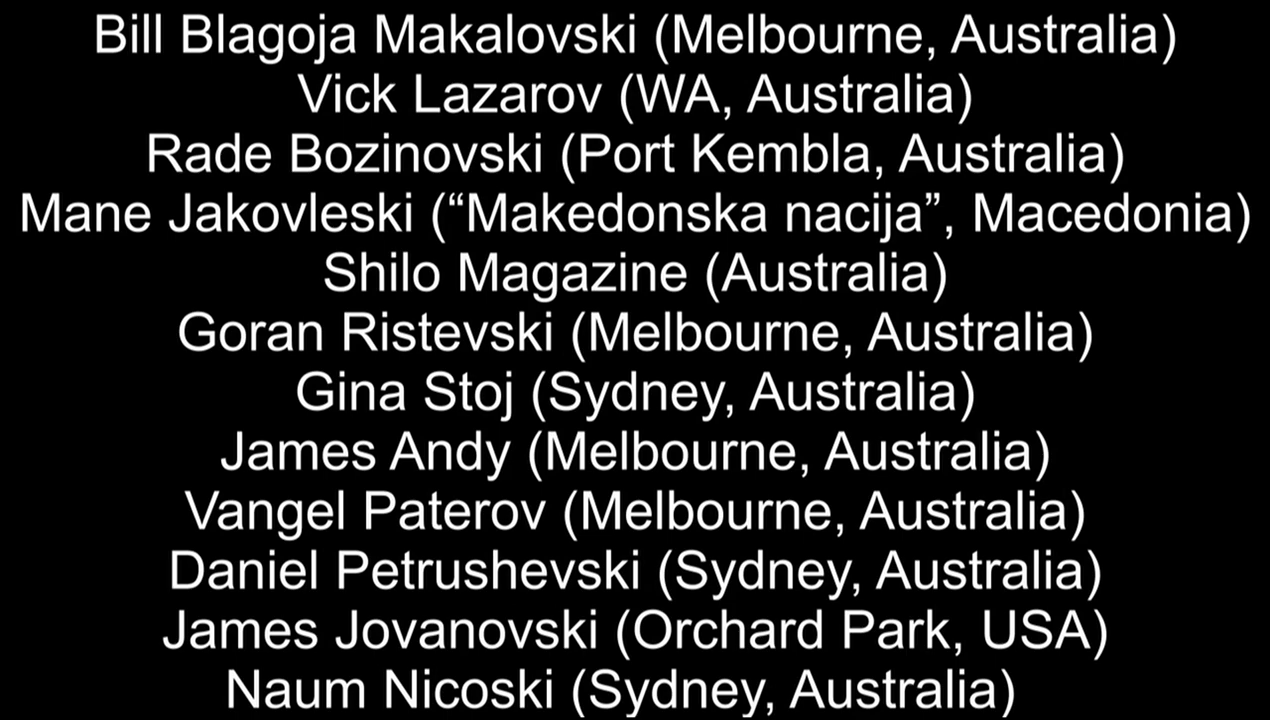 Bill Blagoja Makalovski (Melbourne, Australia)
Vick Lazarov (WA, Australia)
Rade Bozinovski (Port Kembla, Australia)
Mane Jakovleski (“Makedonska nacija”, Macedonia)
Shilo Magazine (Australia)
Goran Ristevski (Melbourne, Australia)
Gina Stoj (Sydney, Australia)
James Andy (Melbourne, Australia)
Vangel Paterov (Melbourne, Australia)
Daniel Petrushevski (Sydney, Australia)
James Jovanovski (Orchard Park, USA)
Naum Nicoski (Sydney, Australia)